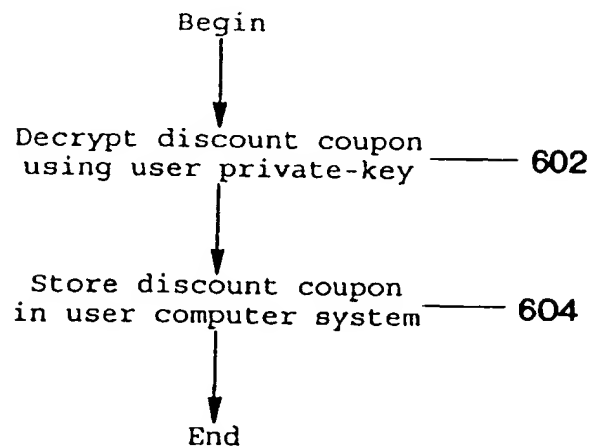 Begin
Decrypt discount coupon
using user private-key 602
Store discount coupon
in user computer system 604
End